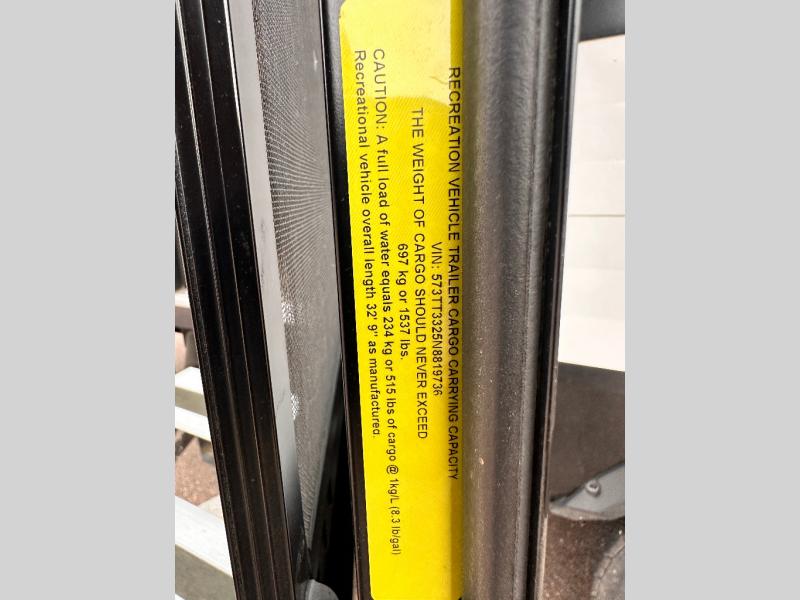 RECREATION VEHICLE TRAILER CARGO CARRYING CAPACITY
VIN: 573TT3325N8819736
THE WEIGHT OF CARGO SHOULD NEVER EXCEED
697 kg or 1537 lbs.
CAUTION: A full load of water equals 234 kg or 515 lbs of cargo @ 1kg/L (8.3 lb/gal)
Recreational vehicle overall length 32' 9" as manufactured.